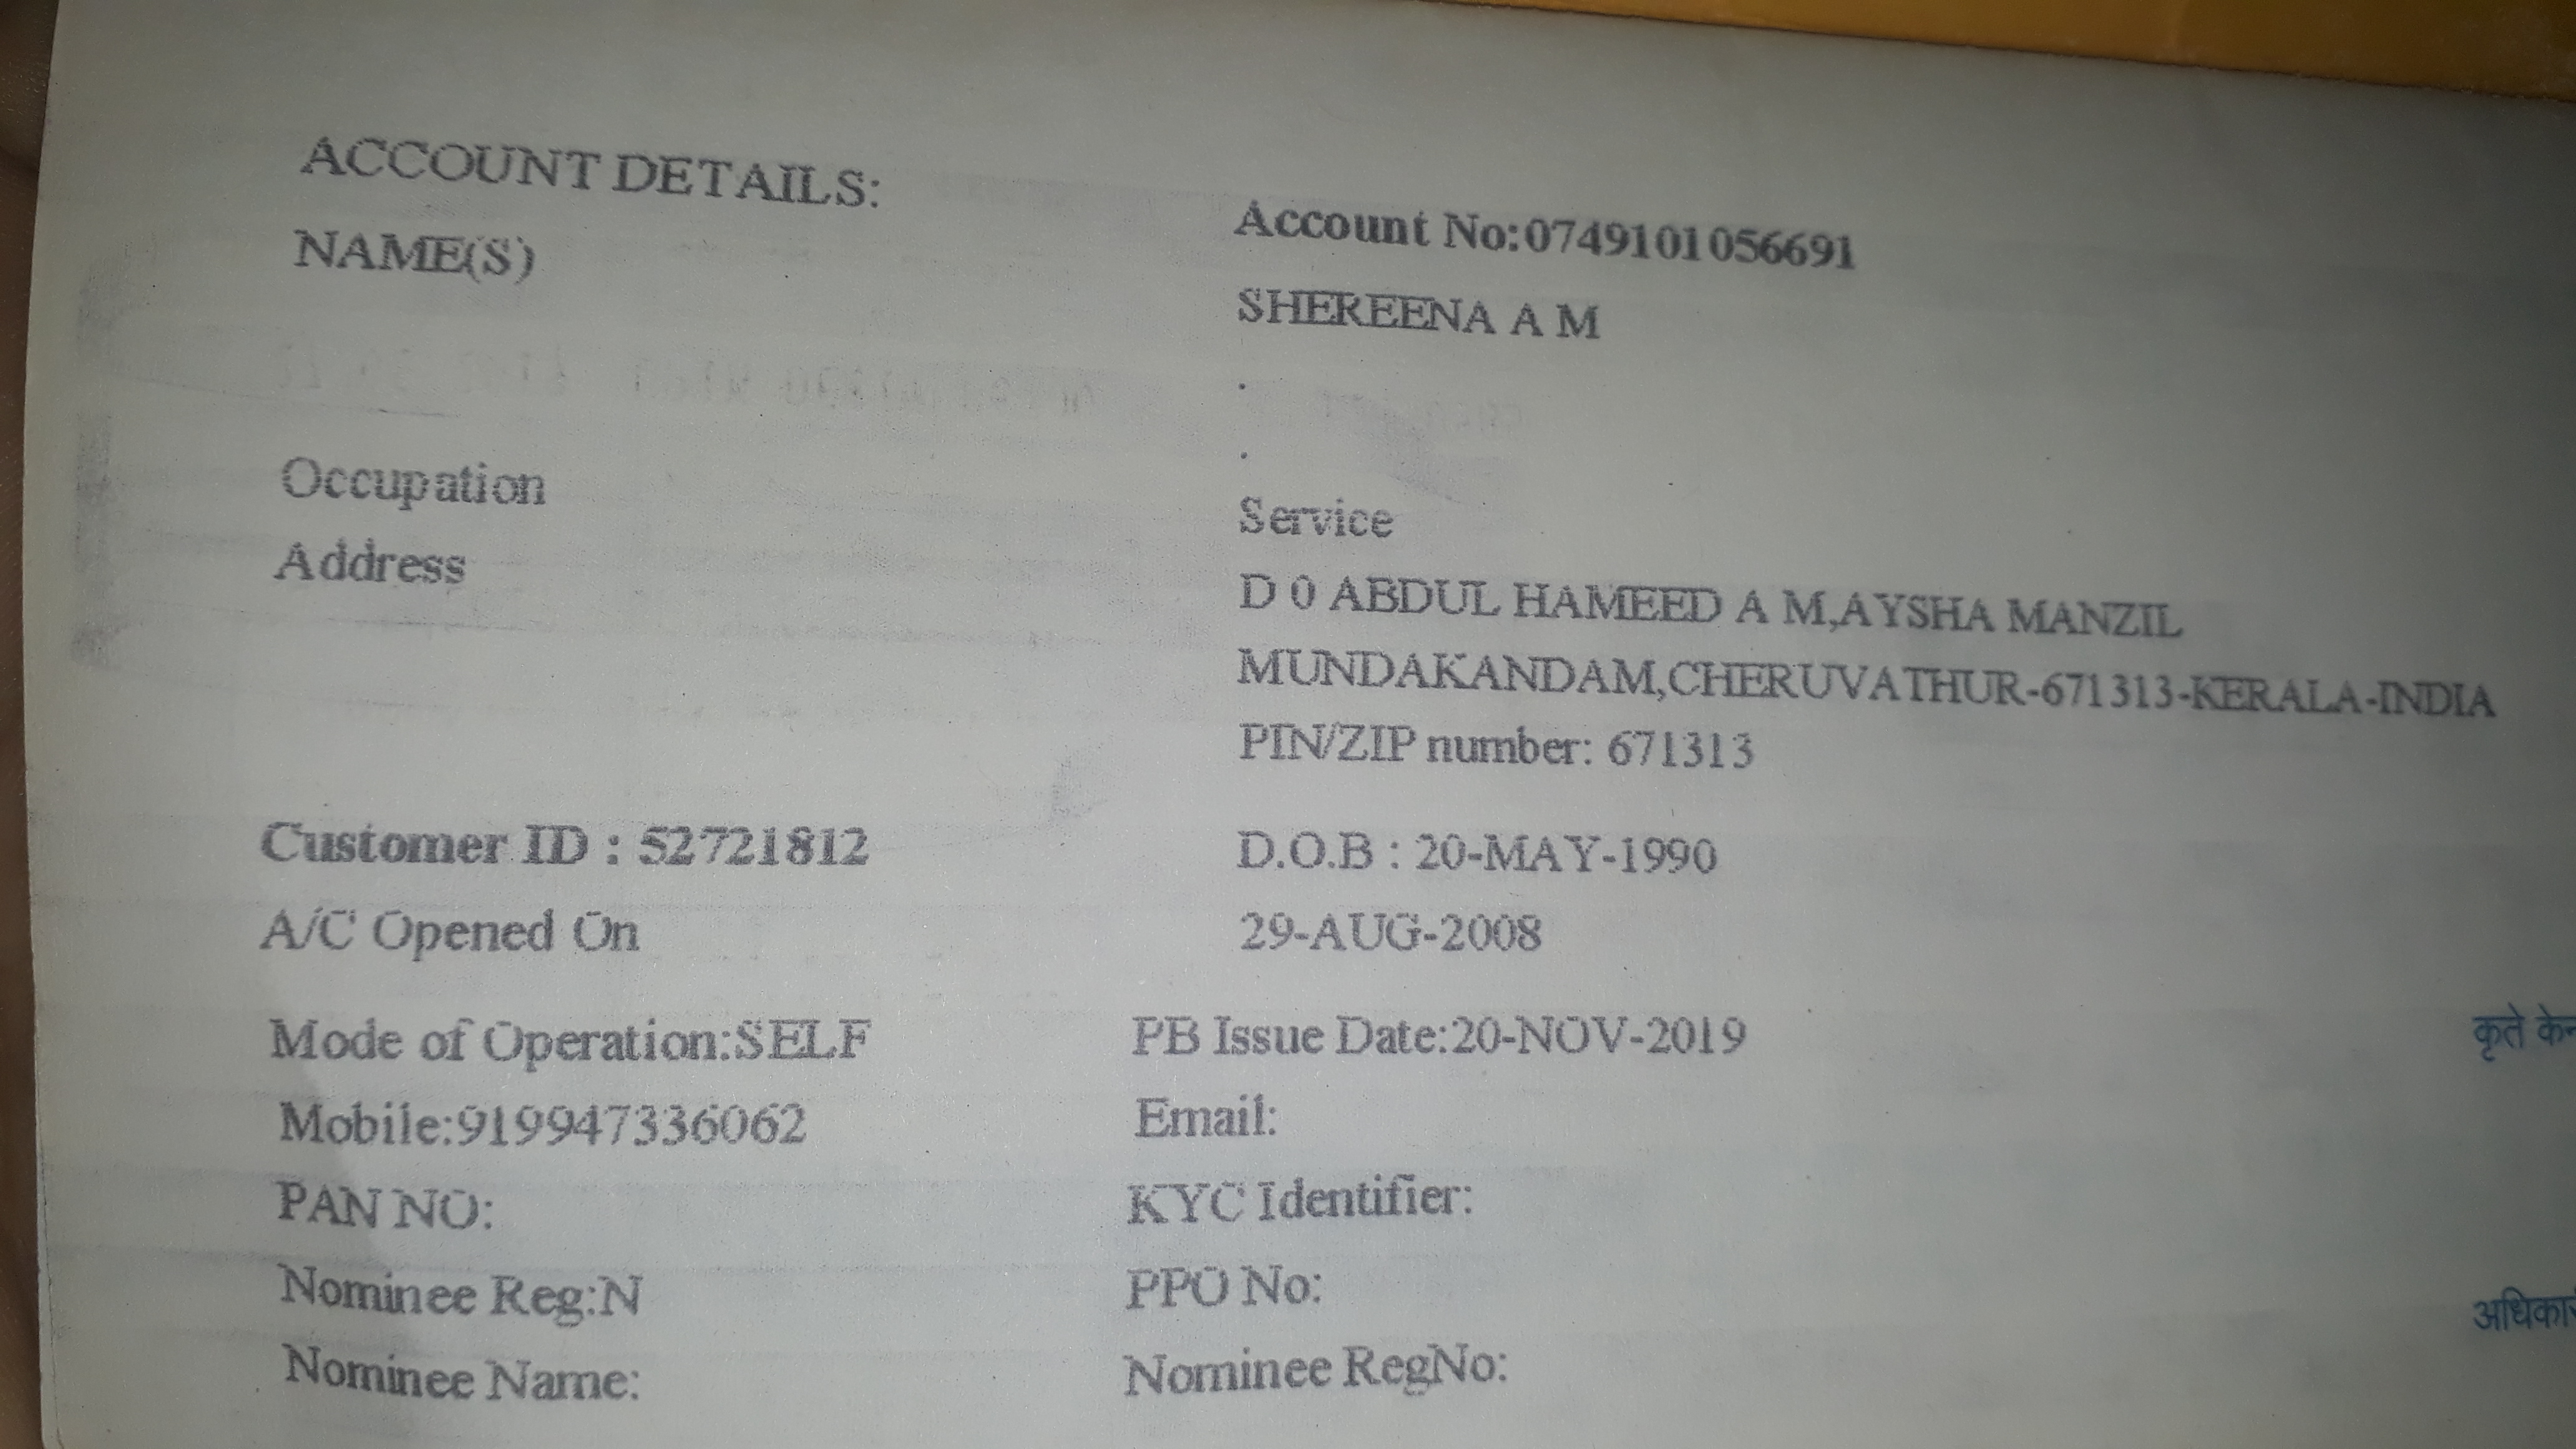 ACCOUNT DETAILS:
Account No:0749101056691
NAME(S)
SHEREENA A M
.
.
Occupation
Service
Address
D 0 ABDUL HAMEED A M,AYSHA MANZIL
MUNDAKANDAM,CHERUVATHUR-671313-KERALA-INDIA
PIN/ZIP number: 671313
Customer ID : 52721812
D.O.B : 20-MAY-1990
A/C Opened On
29-AUG-2008
Mode of Operation:SELF
PB Issue Date:20-NOV-2019
कृते
Mobile:919947336062
Email:
PAN NO:
KYC Identifier:
Nominee Reg:N
PPO No:
Nominee Name:
Nominee RegNo: